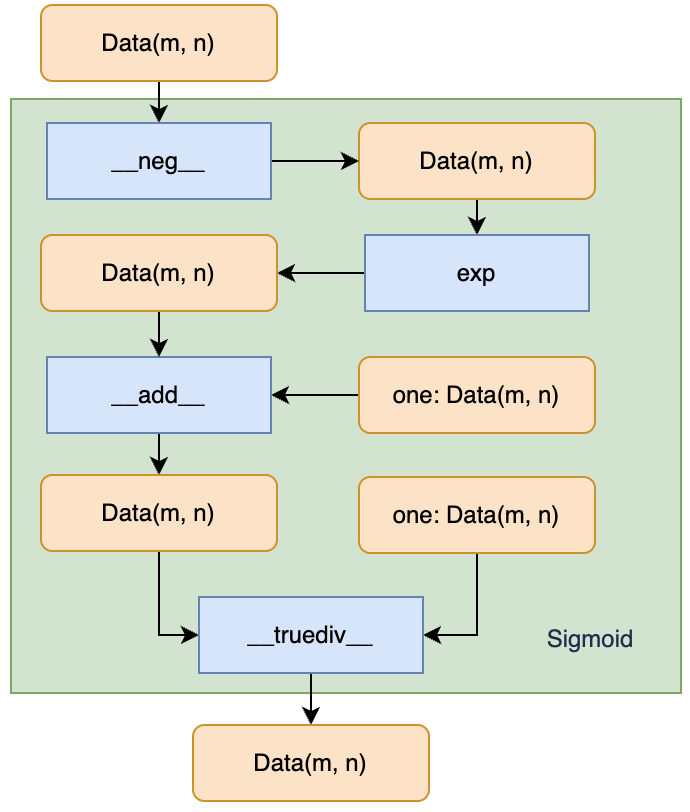 Data(m, n)
__neg__
Data(m, n)
Data(m, n)
exp
__add__
one: Data(m, n)
Data(m, n)
one: Data(m, n)
__truediv__
Sigmoid
Data(m, n)